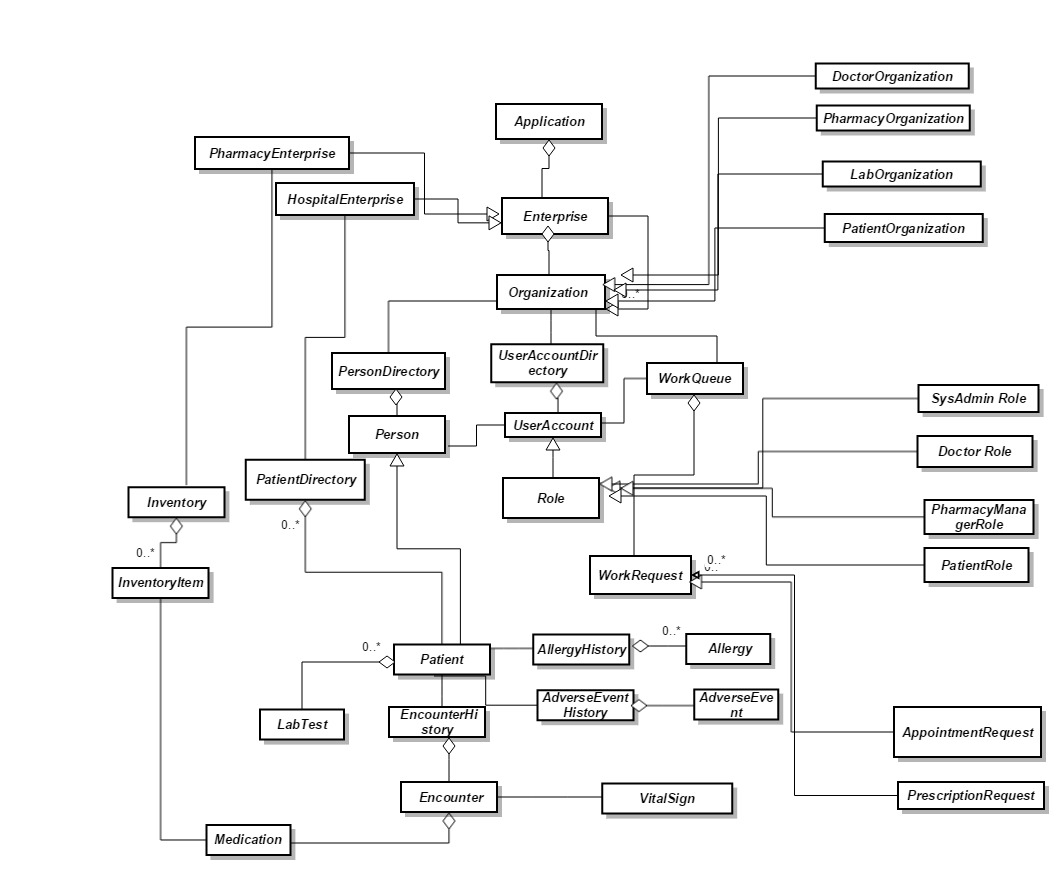 DoctorOrganization
Application
PharmacyOrganization
PharmacyEnterprise
LabOrganization
HospitalEnterprise
Enterprise
PatientOrganization
Organization
0..*
UserAccountDir
ectory
PersonDirectory
WorkQueue
SysAdmin Role
Person
UserAccount
Doctor Role
PatientDirectory
Role
Inventory
PharmacyMana
gerRole
0..*
0..*
InventoryItem
WorkRequest
0..*
0..
PatientRole
0..*
0..*
Patient
AllergyHistory
Allergy
AdverseEvent
History
AdverseEve
nt
LabTest
EncounterHi
story
AppointmentRequest
Encounter
VitalSign
PrescriptionRequest
Medication